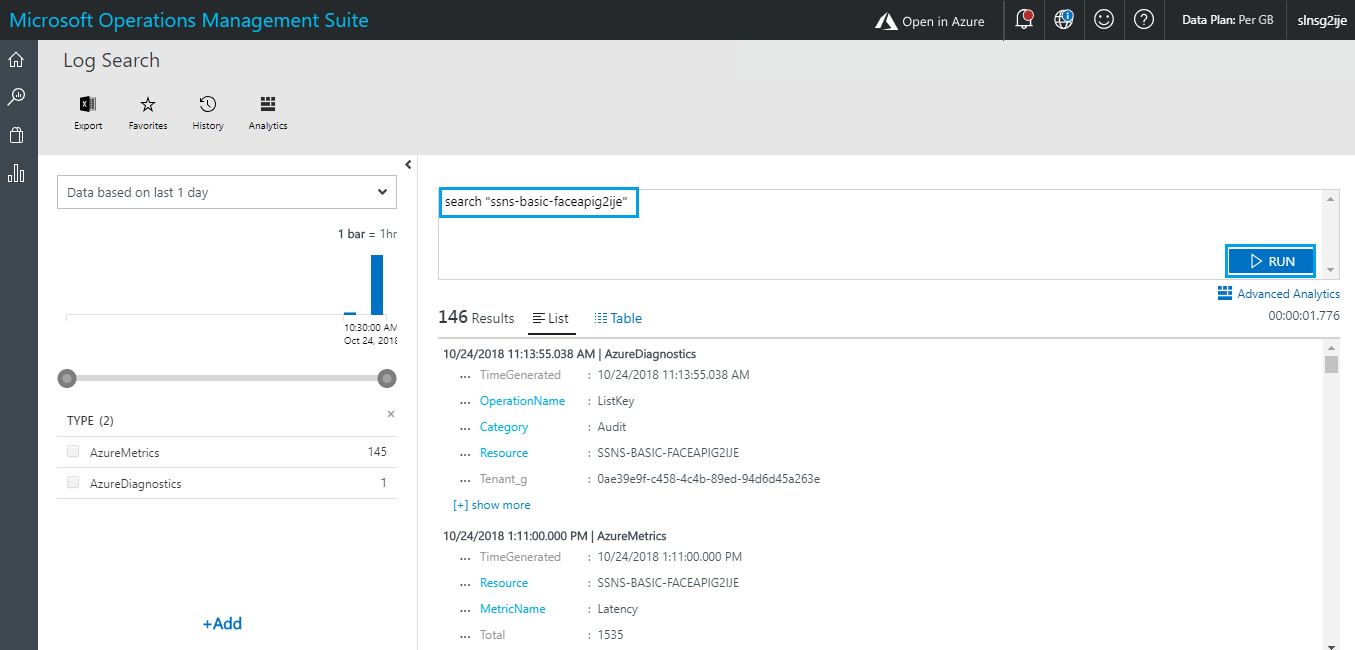 Microsoft Operations Management Suite
Open in Azure
Data Plan: Per GB
slnsg2ije
Log Search
Export
Favorites
History
Analytics
Data based on last 1 day
1 bar = 1hr
10:30:00 AM
Oct 24, 2018
TYPE (2)
AzureMetrics 145
AzureDiagnostics 1
+Add
search "ssns-basic-faceapig2ije"
RUN
Advanced Analytics
146 Results
List
Table
00:00:01.776
10/24/2018 11:13:55.038 AM | AzureDiagnostics
... TimeGenerated : 10/24/2018 11:13:55.038 AM
... OperationName : ListKey
... Category : Audit
... Resource : SSNS-BASIC-FACEAPIG2IJE
... Tenant_g : 0ae39e9f-c458-4c4b-89ed-94d6d45a263e
[+] show more
10/24/2018 1:11:00.000 PM | AzureMetrics
... TimeGenerated : 10/24/2018 1:11:00.000 PM
... Resource : SSNS-BASIC-FACEAPIG2IJE
... MetricName : Latency
... Total : 1535